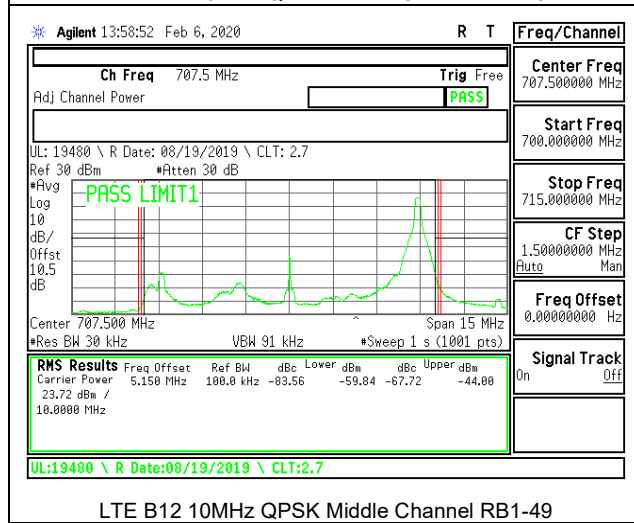 Agilent 13:58:52 Feb 6, 2020 R T
Ch Freq 707.5 MHz Trig Free
Adj Channel Power PASS
UL: 19480 \ R Date: 08/19/2019 \ CLT: 2.7
Ref 30 dBm #Atten 30 dB
#Avg
Log
10
dB/
Offst
10.5
dB
PASS LIMIT1
Center 707.500 MHz ^ Span 15 MHz
#Res BW 30 kHz VBW 91 kHz #Sweep 1 s (1001 pts)
RMS Results Freq Offset Ref BW dBc Lower dBm dBc Upper dBm
Carrier Power 5.150 MHz 100.0 kHz -83.56 -59.84 -67.72 -44.00
23.72 dBm /
10.0000 MHz
UL:19480 \ R Date:08/19/2019 \ CLT:2.7
Freq/Channel
Center Freq
707.500000 MHz
Start Freq
700.000000 MHz
Stop Freq
715.000000 MHz
CF Step
1.50000000 MHz
Auto Man
Freq Offset
0.00000000 Hz
Signal Track
On Off
LTE B12 10MHz QPSK Middle Channel RB1-49